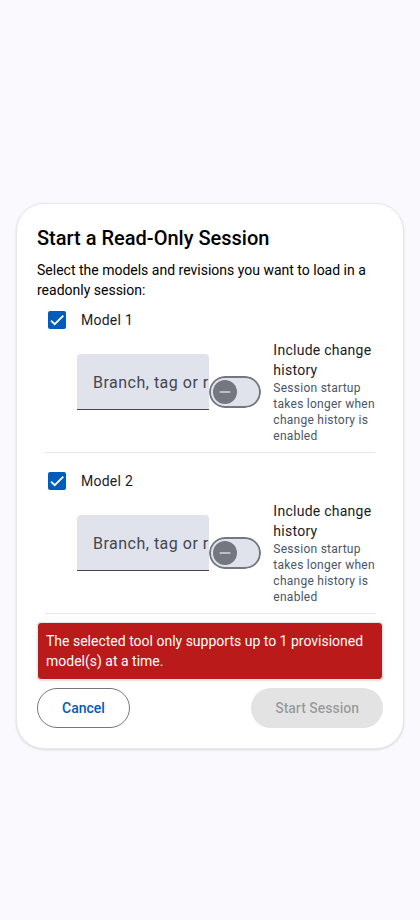 Start a Read-Only Session
Select the models and revisions you want to load in a
readonly session:
Model 1
Branch, tag or r
Include change
history
Session startup
takes longer when
change history is
enabled
Model 2
Branch, tag or r
Include change
history
Session startup
takes longer when
change history is
enabled
The selected tool only supports up to 1 provisioned
model(s) at a time.
Cancel
Start Session